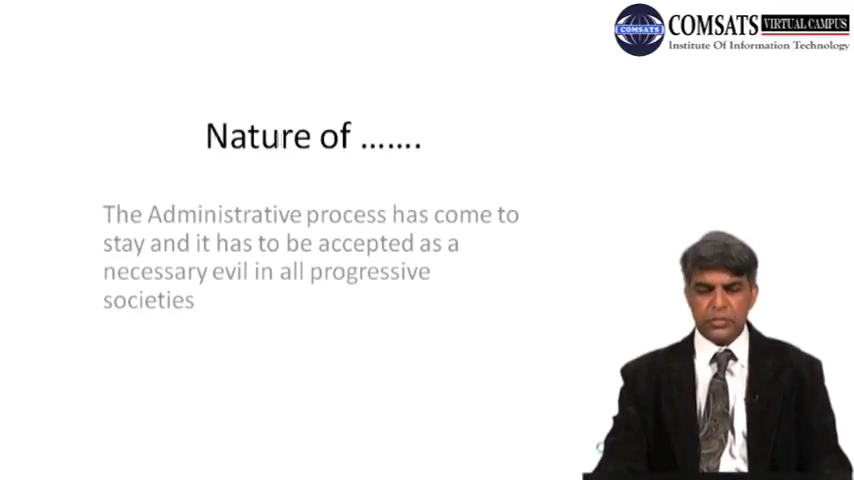 COMSATS
COMSATS VIRTUAL CAMPUS
Institute Of Information Technology
Nature of .......
The Administrative process has come to
stay and it has to be accepted as a
necessary evil in all progressive
societies